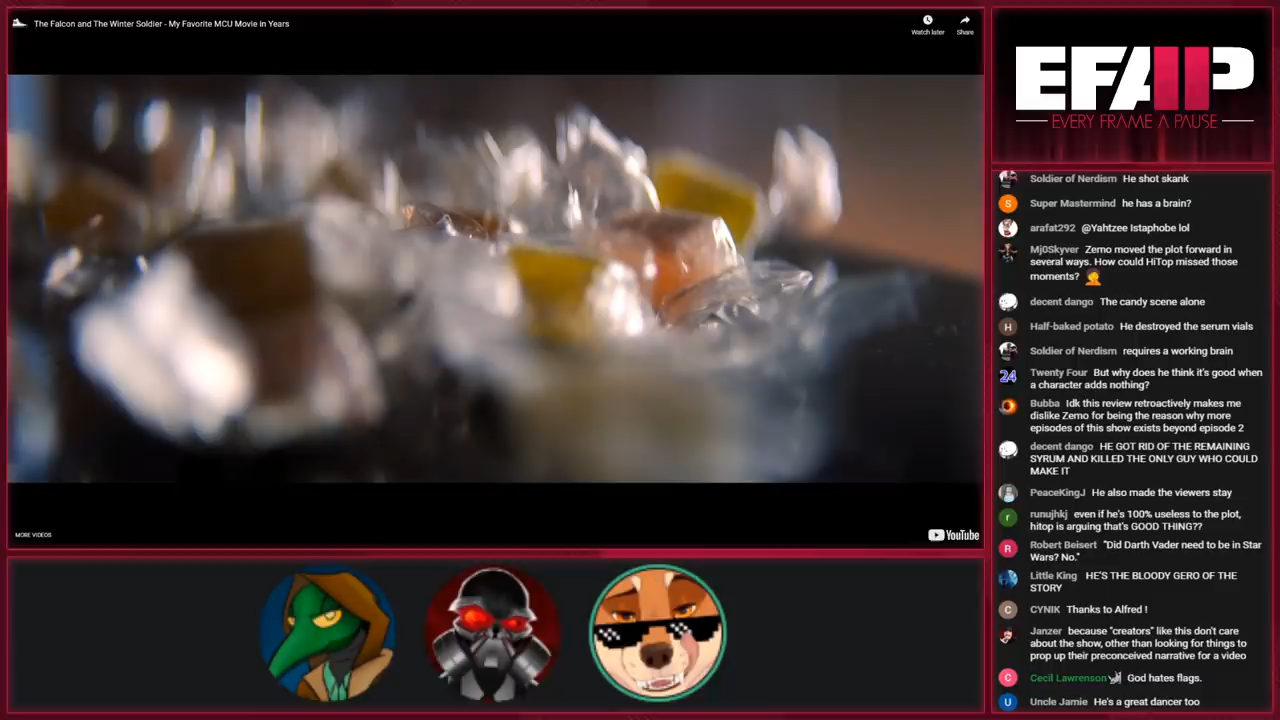 The Falcon and The Winter Soldier - My Favorite MCU Movie in Years
Watch later
Share
MORE VIDEOS
YouTube
EFAP
EVERY FRAME A PAUSE
Soldier of Nerdism He shot skank
S
Super Mastermind he has a brain?
arafat292 @Yahtzee Istaphobe lol
Mj0Skyver Zemo moved the plot forward in
several ways. How could HiTop missed those
moments? 🤦
decent dango The candy scene alone
H
Half-baked potato He destroyed the serum vials
Soldier of Nerdism requires a working brain
24
Twenty Four But why does he think it's good when
a character adds nothing?
Bubba Idk this review retroactively makes me
dislike Zemo for being the reason why more
episodes of this show exists beyond episode 2
decent dango HE GOT RID OF THE REMAINING
SYRUM AND KILLED THE ONLY GUY WHO COULD
MAKE IT
PeaceKingJ He also made the viewers stay
r
runujhkj even if he's 100% useless to the plot,
hitop is arguing that's GOOD THING??
R
Robert Beisert "Did Darth Vader need to be in Star
Wars? No."
Little King HE'S THE BLOODY GERO OF THE
STORY
C
CYNIK Thanks to Alfred !
Janzer because "creators" like this don't care
about the show, other than looking for things to
prop up their preconceived narrative for a video
C
Cecil Lawrenson God hates flags.
U
Uncle Jamie He's a great dancer too